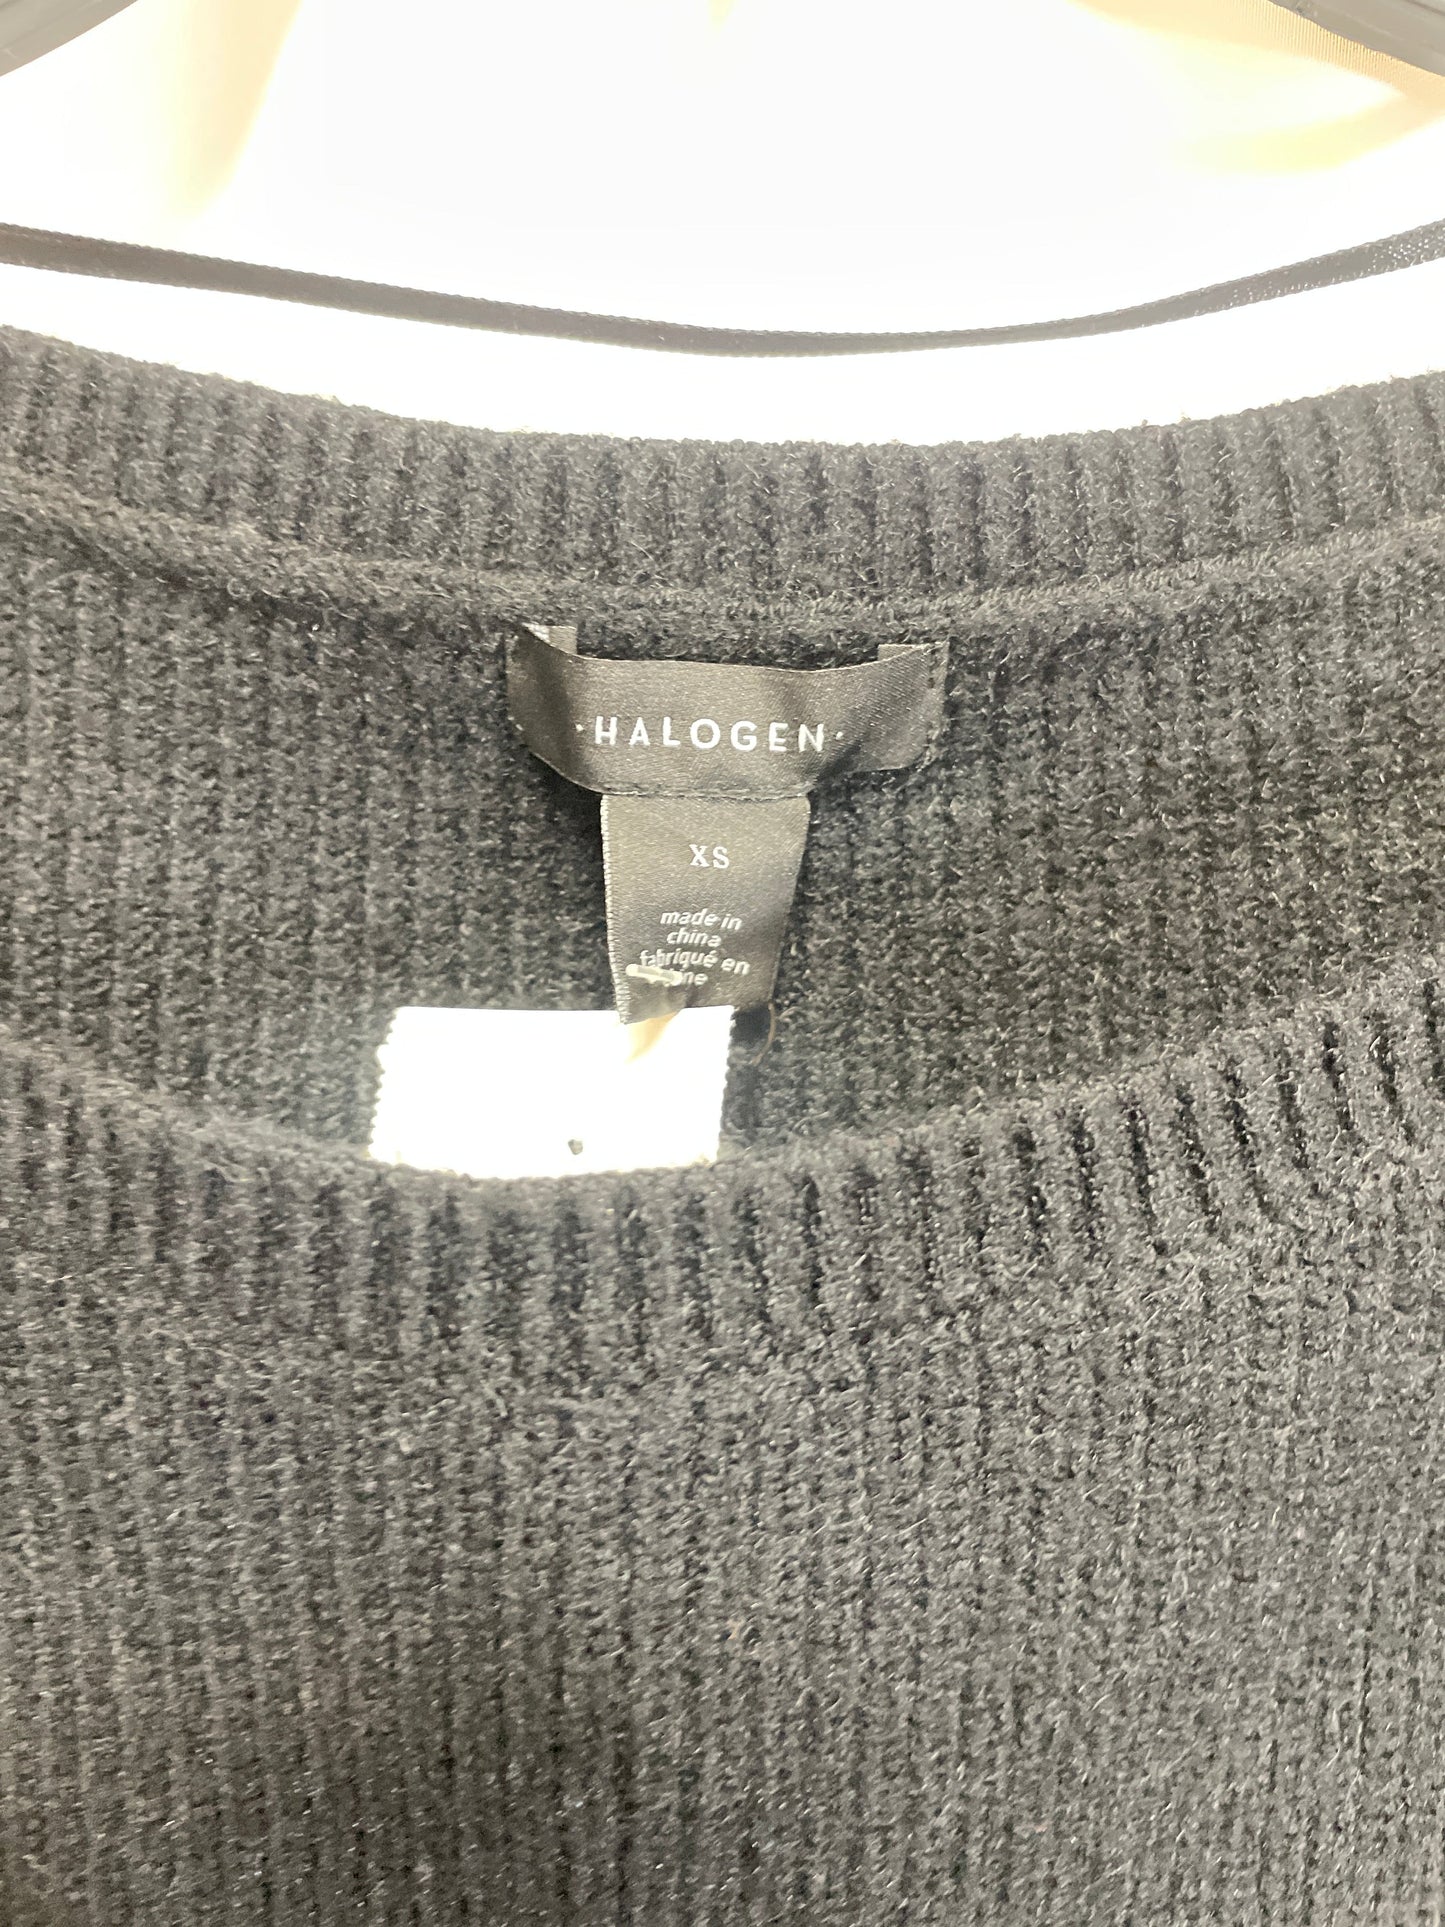 ·HALOGEN·
XS
made in
china
fabriqué en